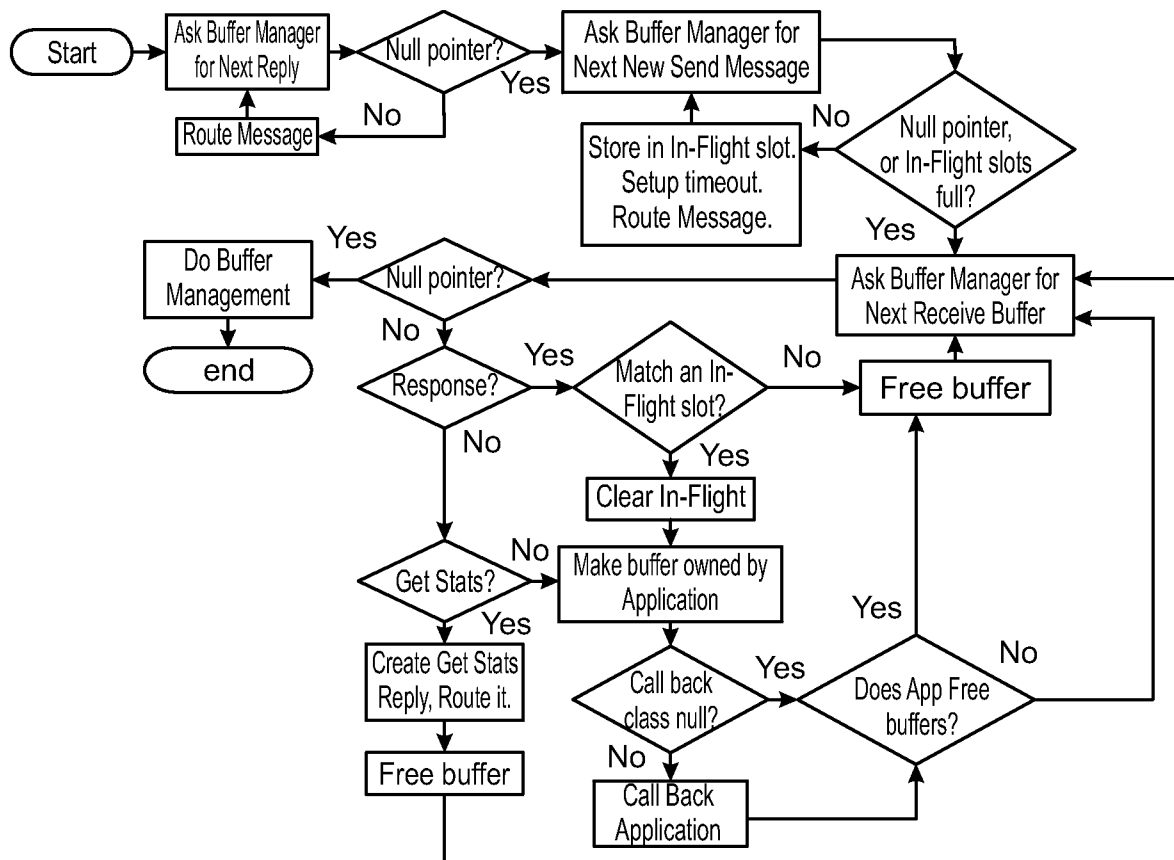 Start
Ask Buffer Manager
for Next Reply
Null pointer?
Yes
No
Route Message
Ask Buffer Manager for
Next New Send Message
No
Null pointer,
or In-Flight slots
full?
Yes
Store in In-Flight slot.
Setup timeout.
Route Message.
Ask Buffer Manager for
Next Receive Buffer
Null pointer?
Yes
No
Do Buffer
Management
end
Response?
Yes
No
Match an In-
Flight slot?
No
Yes
Free buffer
Clear In-Flight
Get Stats?
No
Yes
Make buffer owned by
Application
Create Get Stats
Reply, Route it.
Free buffer
Call back
class null?
Yes
No
Call Back
Application
Does App Free
buffers?
Yes
No